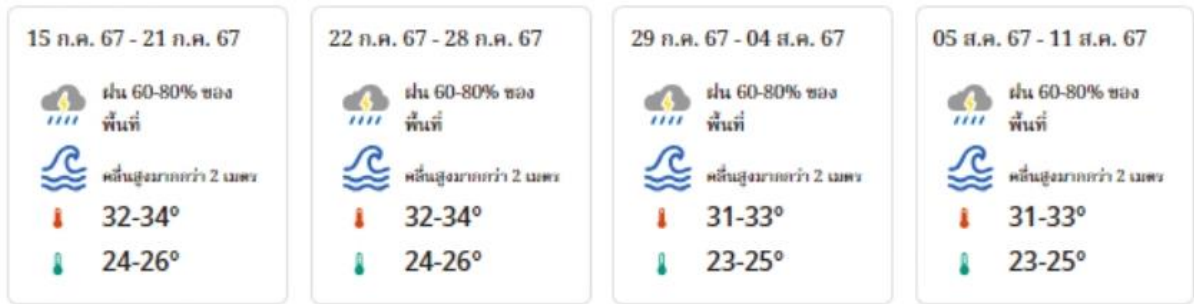 15 ก.ค. 67 - 21 ก.ค. 67
ฝน 60-80% ของ
พื้นที่
คลื่นสูงมากกว่า 2 เมตร
32-34°
24-26°
22 ก.ค. 67 - 28 ก.ค. 67
ฝน 60-80% ของ
พื้นที่
คลื่นสูงมากกว่า 2 เมตร
32-34°
24-26°
29 ก.ค. 67 - 04 ส.ค. 67
ฝน 60-80% ของ
พื้นที่
คลื่นสูงมากกว่า 2 เมตร
31-33°
23-25°
05 ส.ค. 67 - 11 ส.ค. 67
ฝน 60-80% ของ
พื้นที่
คลื่นสูงมากกว่า 2 เมตร
31-33°
23-25°